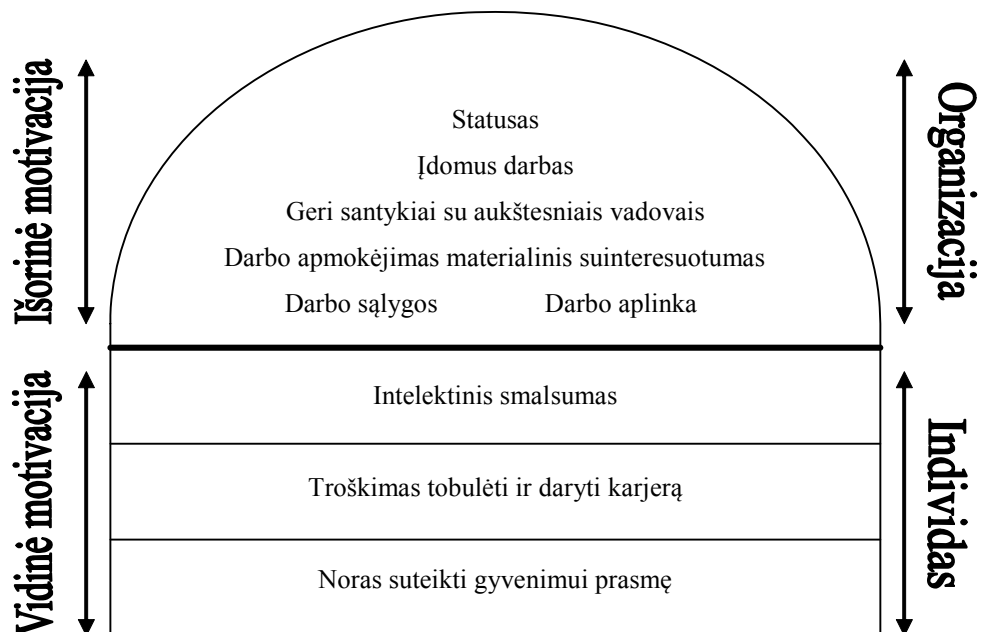 Išorinė motivacija
Organizacija
Statusas
Įdomus darbas
Geri santykiai su aukštesniais vadovais
Darbo apmokėjimas materialinis suinteresuotumas
Darbo sąlygos Darbo aplinka
Vidinė motivacija
Individas
Intelektinis smalsumas
Troškimas tobulėti ir daryti karjerą
Noras suteikti gyvenimui prasmę